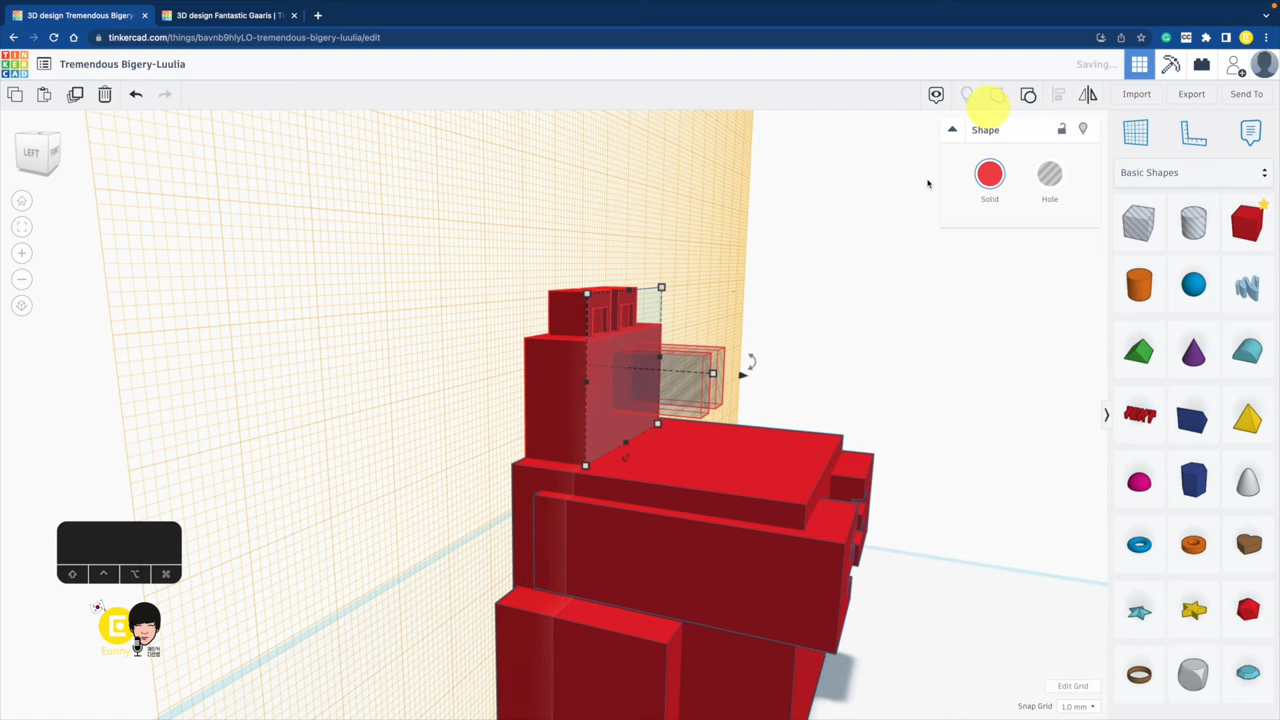 3D design Tremendous Bigery
3D design Fantastic Gaaris | Ti
tinkercad.com/things/bavnb9hlyLO-tremendous-bigery-luulia/edit
TIN
KER
CAD
Tremendous Bigery-Luulia
Saving...
Import
Export
Send To
LEFT
Shape
Solid
Hole
Basic Shapes
TEXT
Eunny
Edit Grid
Snap Grid
1.0 mm